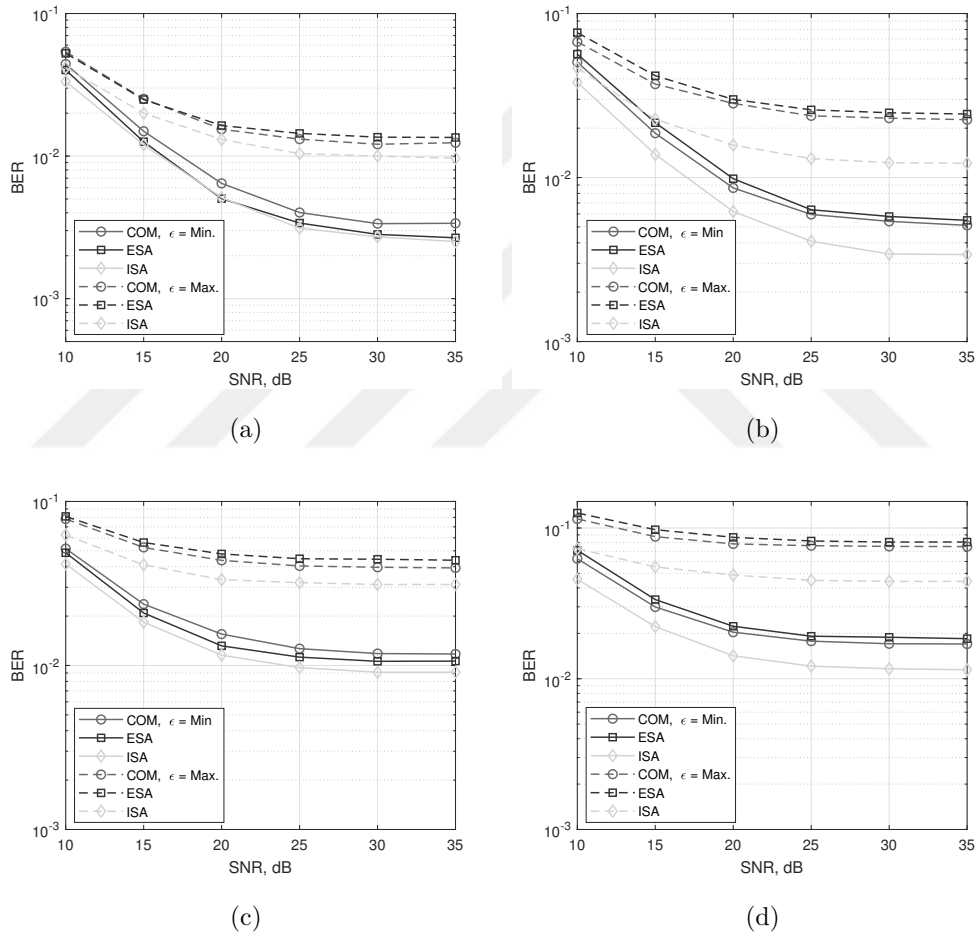 10^-1
10^-2
10^-3
BER
10 15 20 25 30 35
SNR, dB
COM, ϵ = Min.
ESA
ISA
COM, ϵ = Max.
ESA
ISA
(a)
10^-1
10^-2
10^-3
BER
10 15 20 25 30 35
SNR, dB
COM, ϵ = Min
ESA
ISA
COM, ϵ = Max.
ESA
ISA
(b)
10^-1
10^-2
10^-3
BER
10 15 20 25 30 35
SNR, dB
COM, ϵ = Min
ESA
ISA
COM, ϵ = Max.
ESA
ISA
(c)
10^-1
10^-2
10^-3
BER
10 15 20 25 30 35
SNR, dB
COM, ϵ = Min.
ESA
ISA
COM, ϵ = Max.
ESA
ISA
(d)